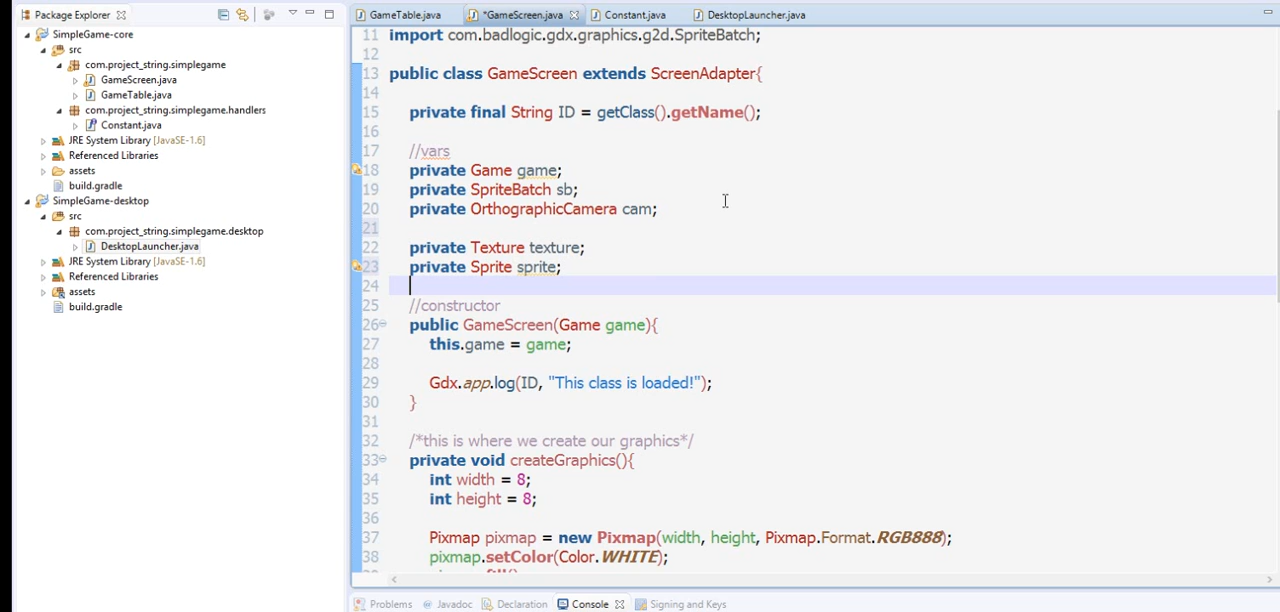 Package Explorer
SimpleGame-core
src
com.project_string.simplegame
GameScreen.java
GameTable.java
com.project_string.simplegame.handlers
Constant.java
JRE System Library [JavaSE-1.6]
Referenced Libraries
assets
build.gradle
SimpleGame-desktop
src
com.project_string.simplegame.desktop
DesktopLauncher.java
JRE System Library [JavaSE-1.6]
Referenced Libraries
assets
build.gradle
GameTable.java *GameScreen.java Constant.java DesktopLauncher.java
11 import com.badlogic.gdx.graphics.g2d.SpriteBatch;
12
13 public class GameScreen extends ScreenAdapter{
14
15 private final String ID = getClass().getName();
16
17 //vars
18 private Game game;
19 private SpriteBatch sb;
20 private OrthographicCamera cam;
21
22 private Texture texture;
23 private Sprite sprite;
24
25 //constructor
26 public GameScreen(Game game){
27 this.game = game;
28
29 Gdx.app.log(ID, "This class is loaded!");
30 }
31
32 /*this is where we create our graphics*/
33 private void createGraphics(){
34 int width = 8;
35 int height = 8;
36
37 Pixmap pixmap = new Pixmap(width, height, Pixmap.Format.RGB888);
38 pixmap.setColor(Color.WHITE);
Problems Javadoc Declaration Console Signing and Keys